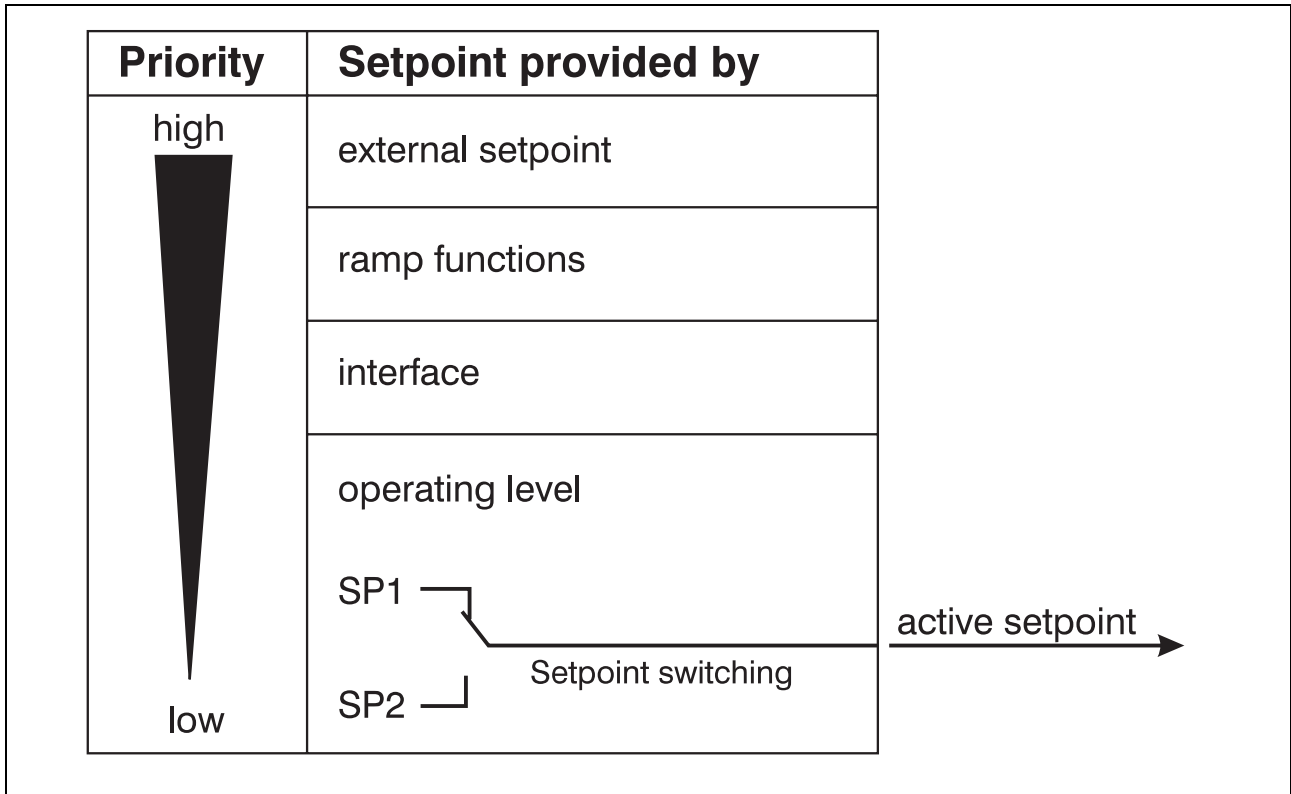 Priority
Setpoint provided by
high
external setpoint
ramp functions
interface
operating level
SP1
active setpoint
Setpoint switching
SP2
low